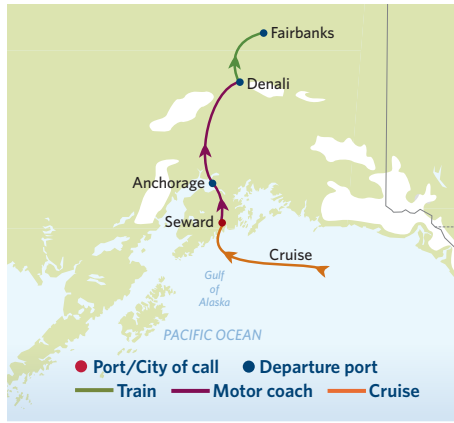 Fairbanks
Denali
Anchorage
Seward
Cruise
Gulf
of
Alaska
PACIFIC OCEAN
Port/City of call Departure port
Train Motor coach Cruise